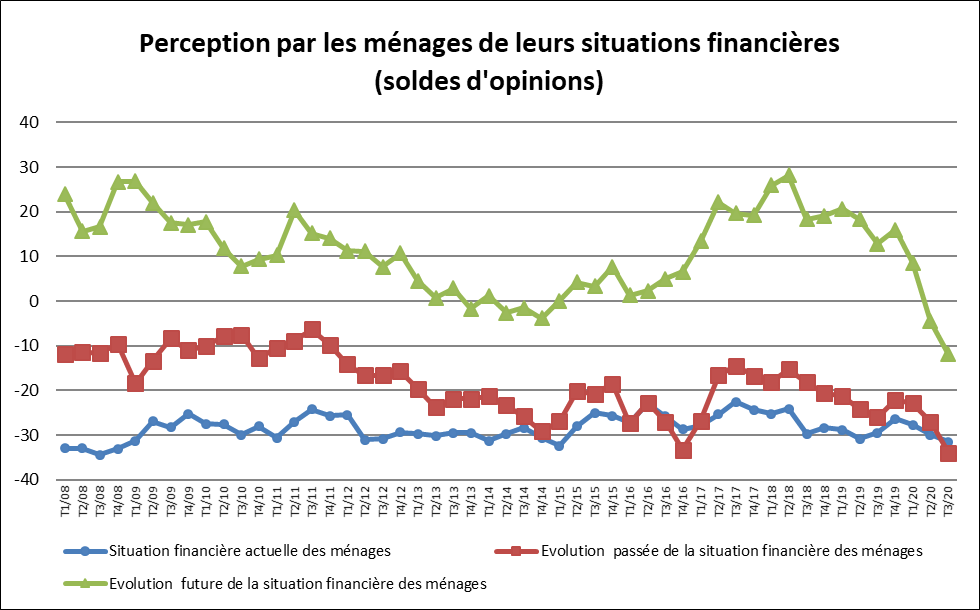 Perception par les ménages de leurs situations financières
(soldes d'opinions)
40
30
20
10
0
-10
-20
-30
-40
T1/08 T2/08 T3/08 T4/08 T1/09 T2/09 T3/09 T4/09 T1/10 T2/10 T3/10 T4/10 T1/11 T2/11 T3/11 T4/11 T1/12 T2/12 T3/12 T4/12 T1/13 T2/13 T3/13 T4/13 T1/14 T2/14 T3/14 T4/14 T1/15 T2/15 T3/15 T4/15 T1/16 T2/16 T3/16 T4/16 T1/17 T2/17 T3/17 T4/17 T1/18 T2/18 T3/18 T4/18 T1/19 T2/19 T3/19 T4/19 T1/20 T2/20 T3/20
Situation financière actuelle des ménages
Evolution passée de la situation financière des ménages
Evolution future de la situation financière des ménages